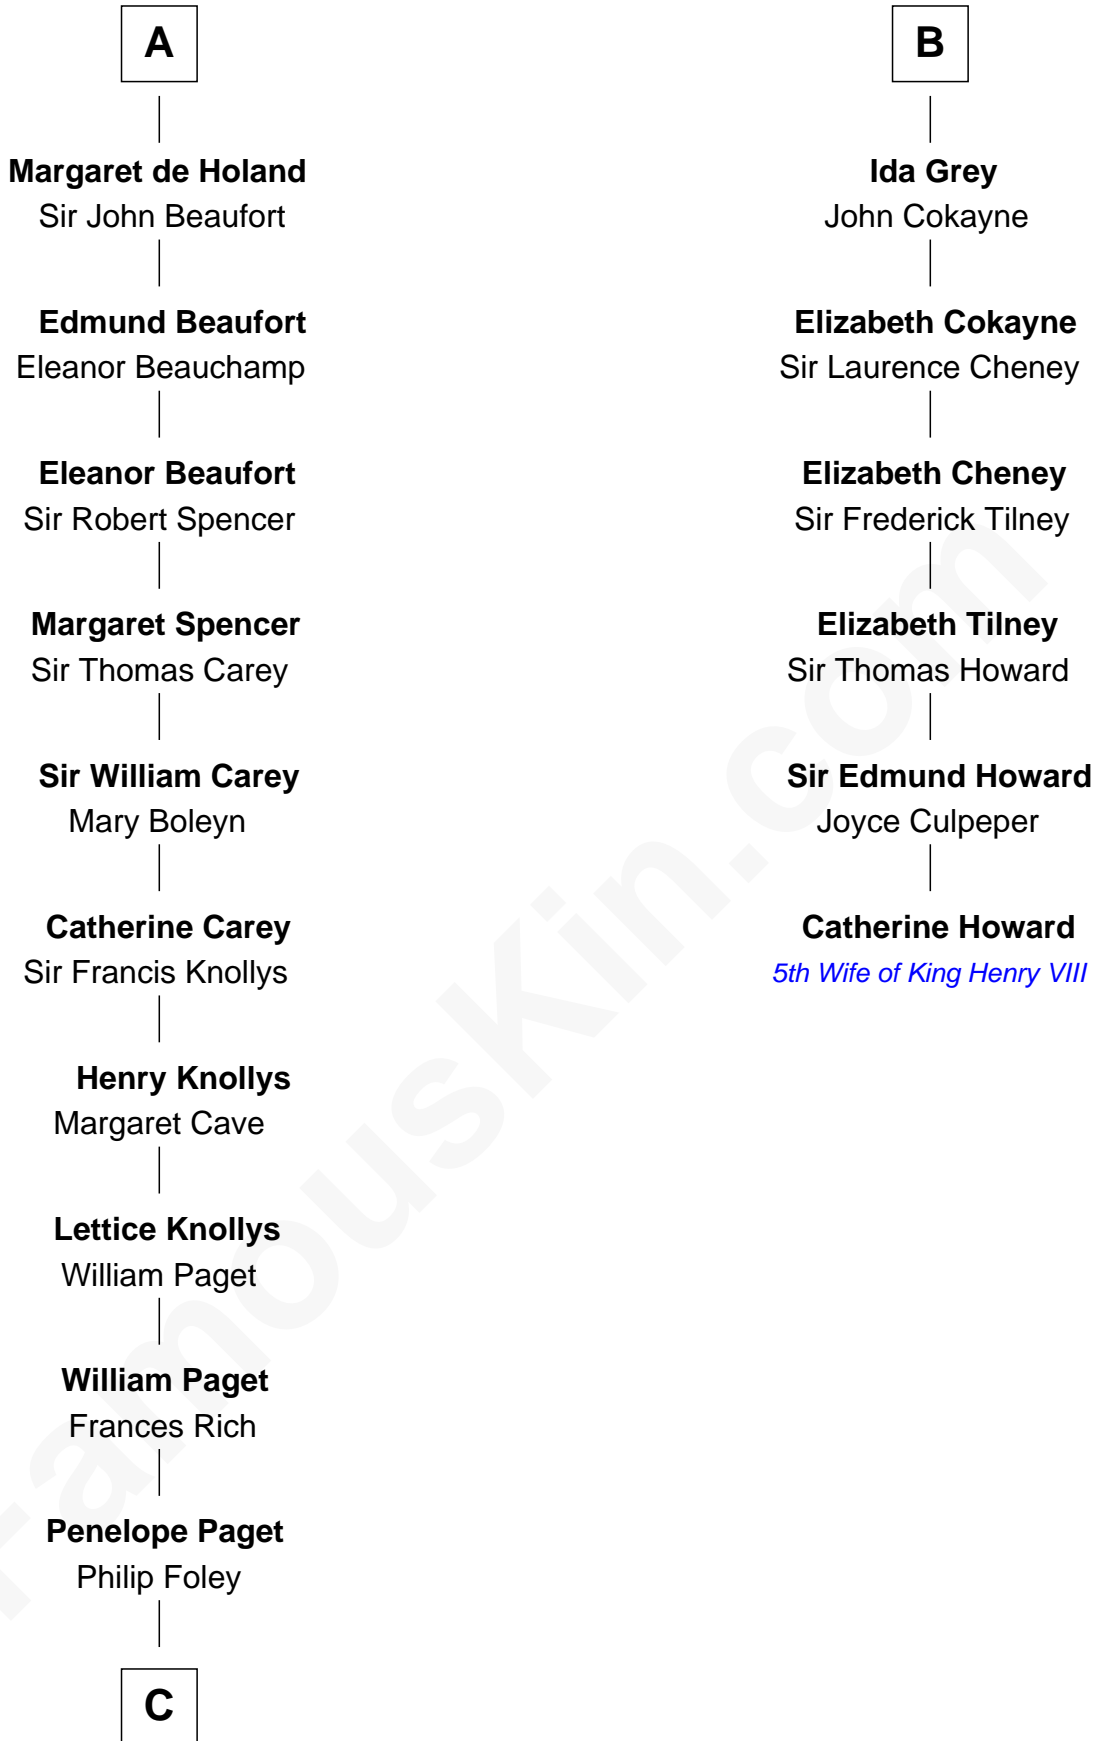 A
Margaret de Holand
Sir John Beaufort
Edmund Beaufort
Eleanor Beauchamp
Eleanor Beaufort
Sir Robert Spencer
Margaret Spencer
Sir Thomas Carey
Sir William Carey
Mary Boleyn
Catherine Carey
Sir Francis Knollys
Henry Knollys
Margaret Cave
Lettice Knollys
William Paget
William Paget
Frances Rich
Penelope Paget
Philip Foley
C
B
Ida Grey
John Cokayne
Elizabeth Cokayne
Sir Laurence Cheney
Elizabeth Cheney
Sir Frederick Tilney
Elizabeth Tilney
Sir Thomas Howard
Sir Edmund Howard
Joyce Culpeper
Catherine Howard
5th Wife of King Henry VIII
FamousKin.com